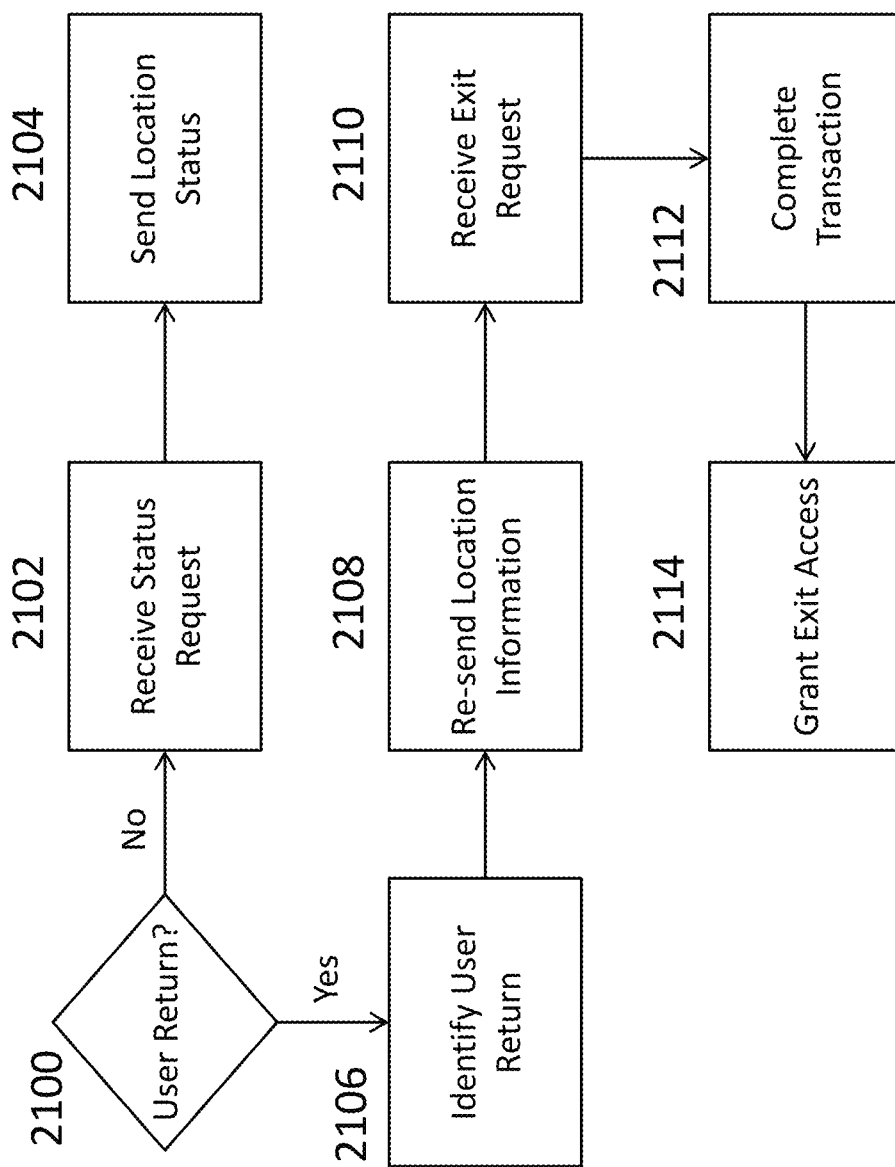 2100
User Return?
No
Yes
2102
Receive Status
Request
2104
Send Location
Status
2106
Identify User
Return
2108
Re-send Location
Information
2110
Receive Exit
Request
2112
Complete
Transaction
2114
Grant Exit Access